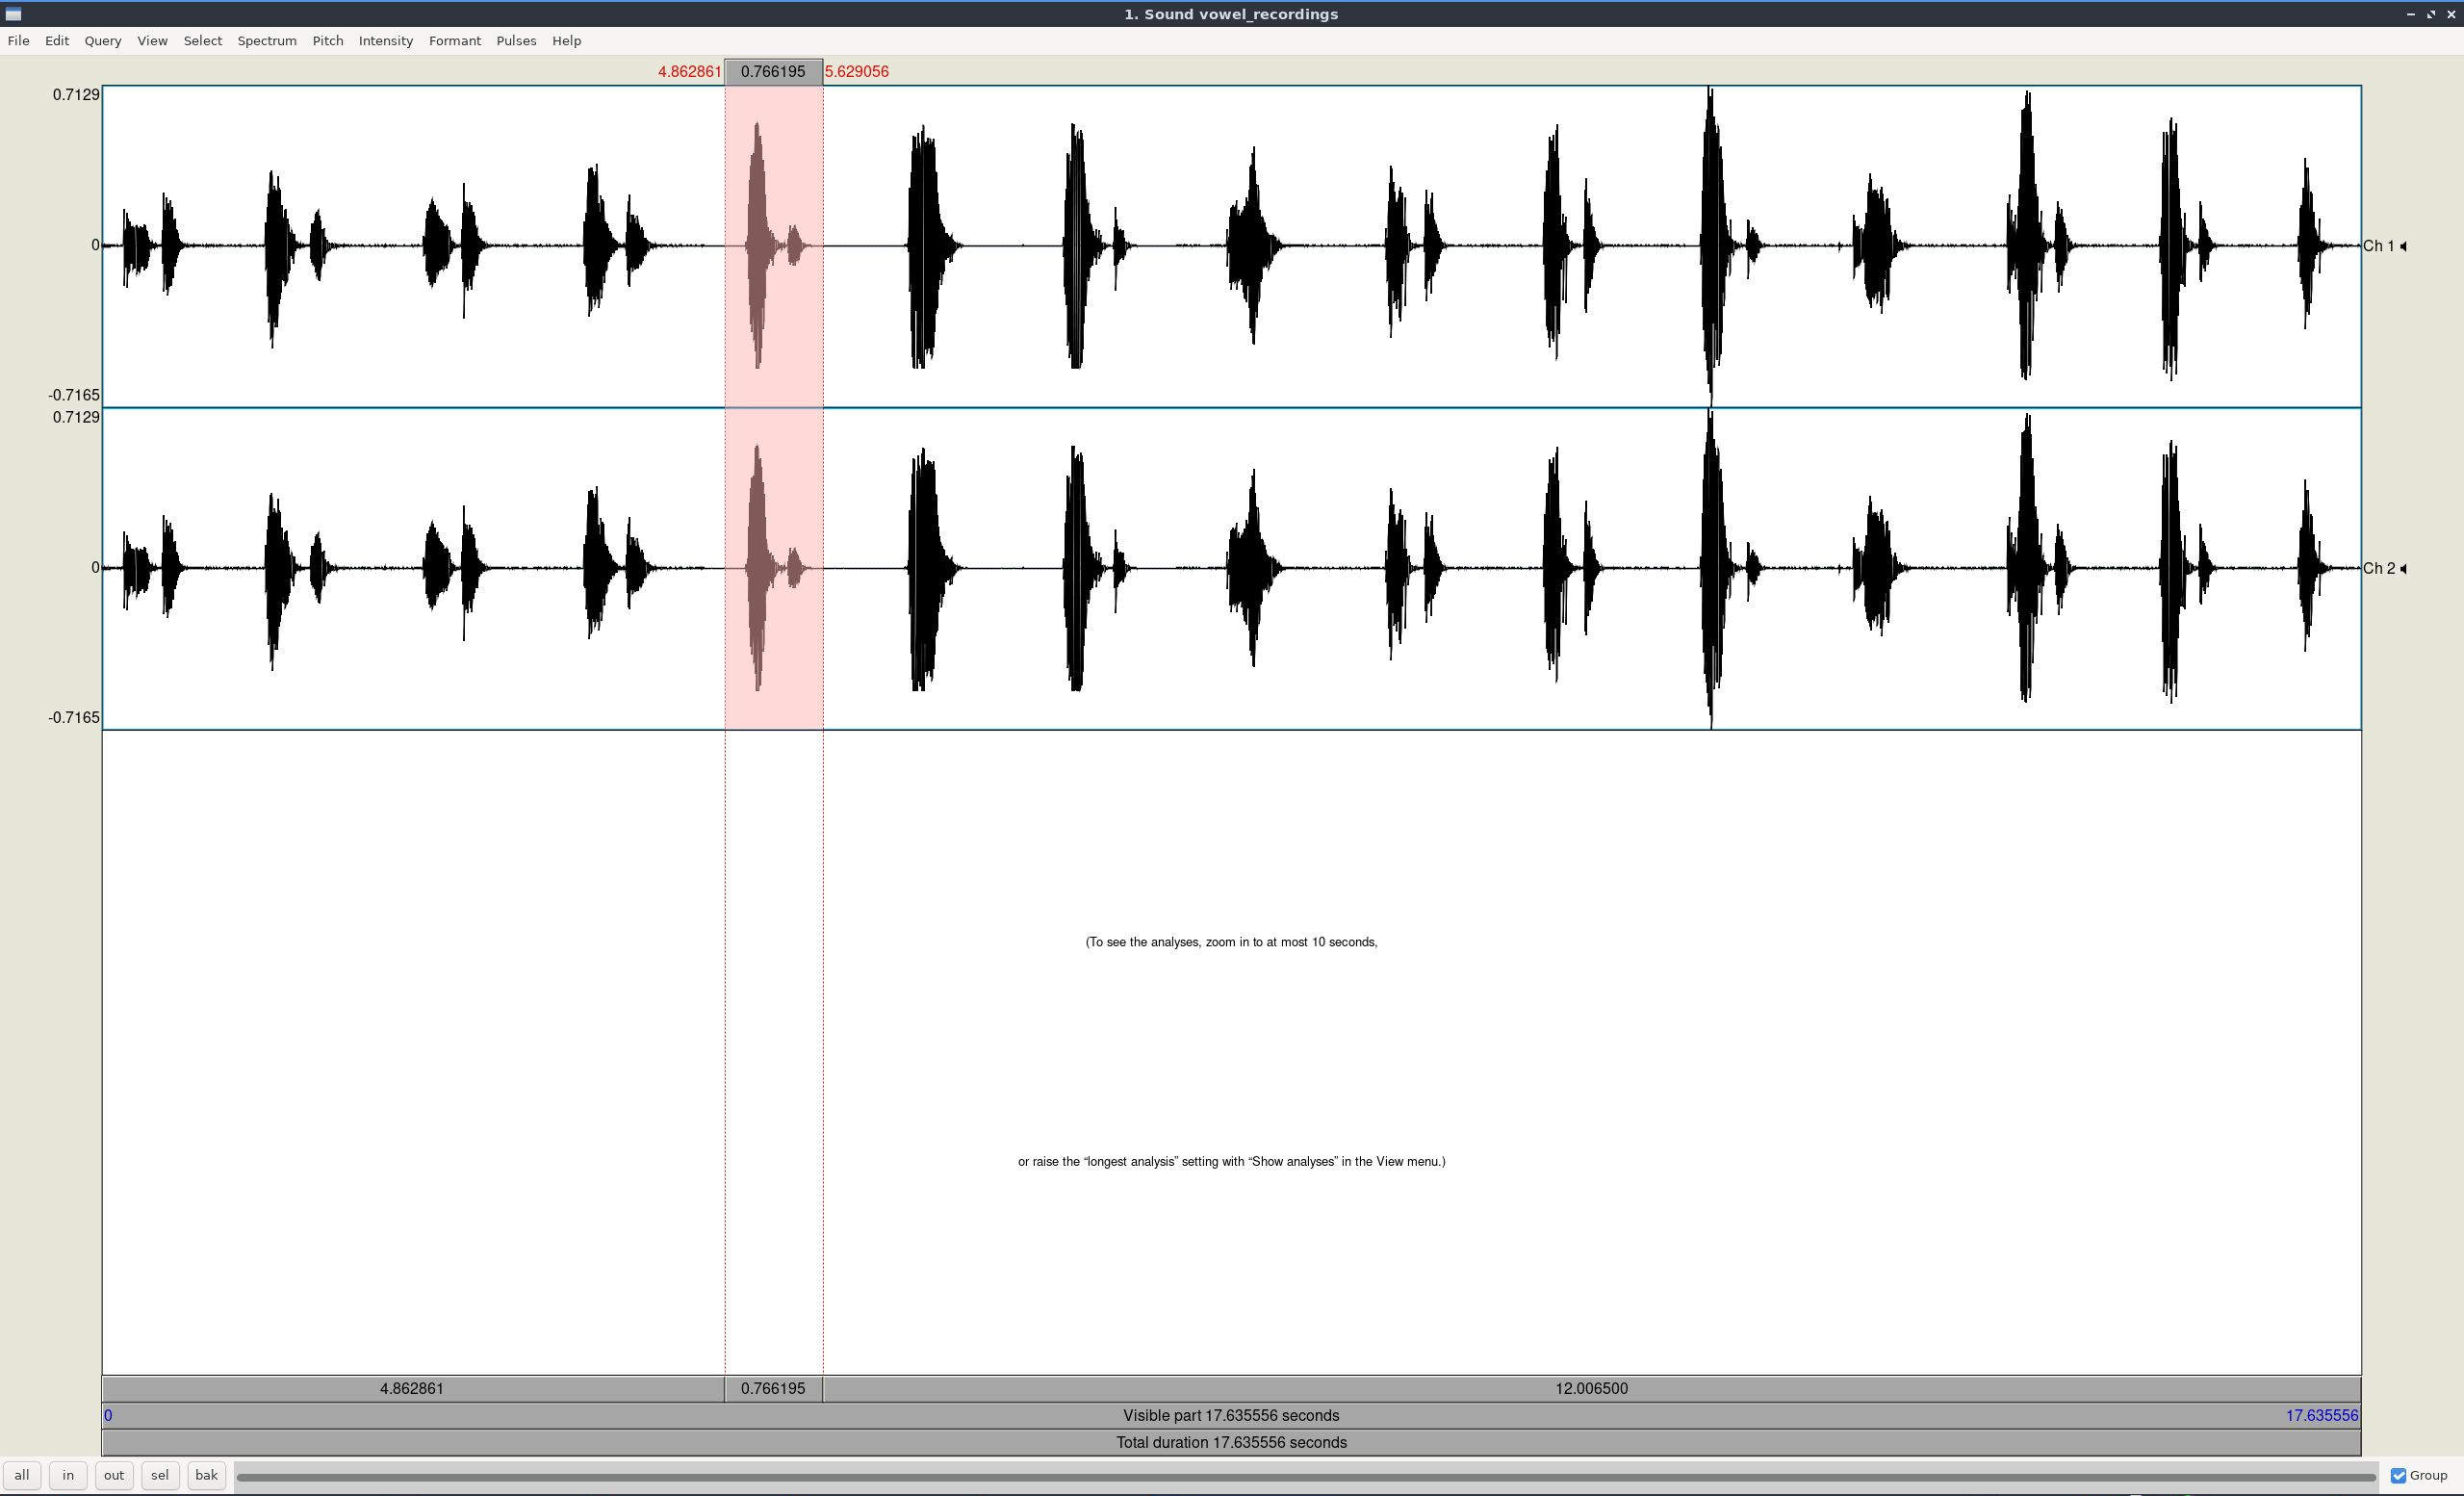 1. Sound vowel_recordings
File Edit Query View Select Spectrum Pitch Intensity Formant Pulses Help
4.862861 0.766195 5.629056
0.7129
0
Ch 1
-0.7165
0.7129
0
Ch 2
-0.7165
(To see the analyses, zoom in to at most 10 seconds,
or raise the “longest analysis” setting with “Show analyses” in the View menu.)
4.862861 0.766195 12.006500
0 Visible part 17.635556 seconds 17.635556
Total duration 17.635556 seconds
all in out sel bak Group